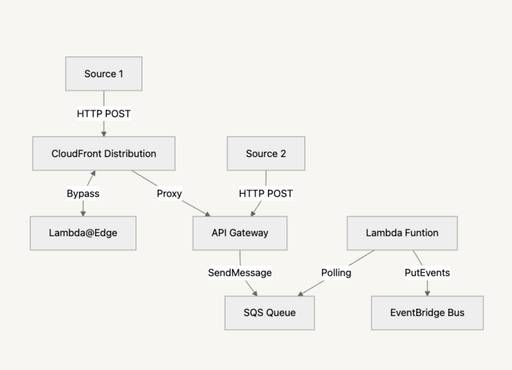 Source 1
HTTP POST
CloudFront Distribution
Source 2
Bypass
Proxy
HTTP POST
Lambda@Edge
API Gateway
Lambda Funtion
SendMessage
Polling
PutEvents
SQS Queue
EventBridge Bus